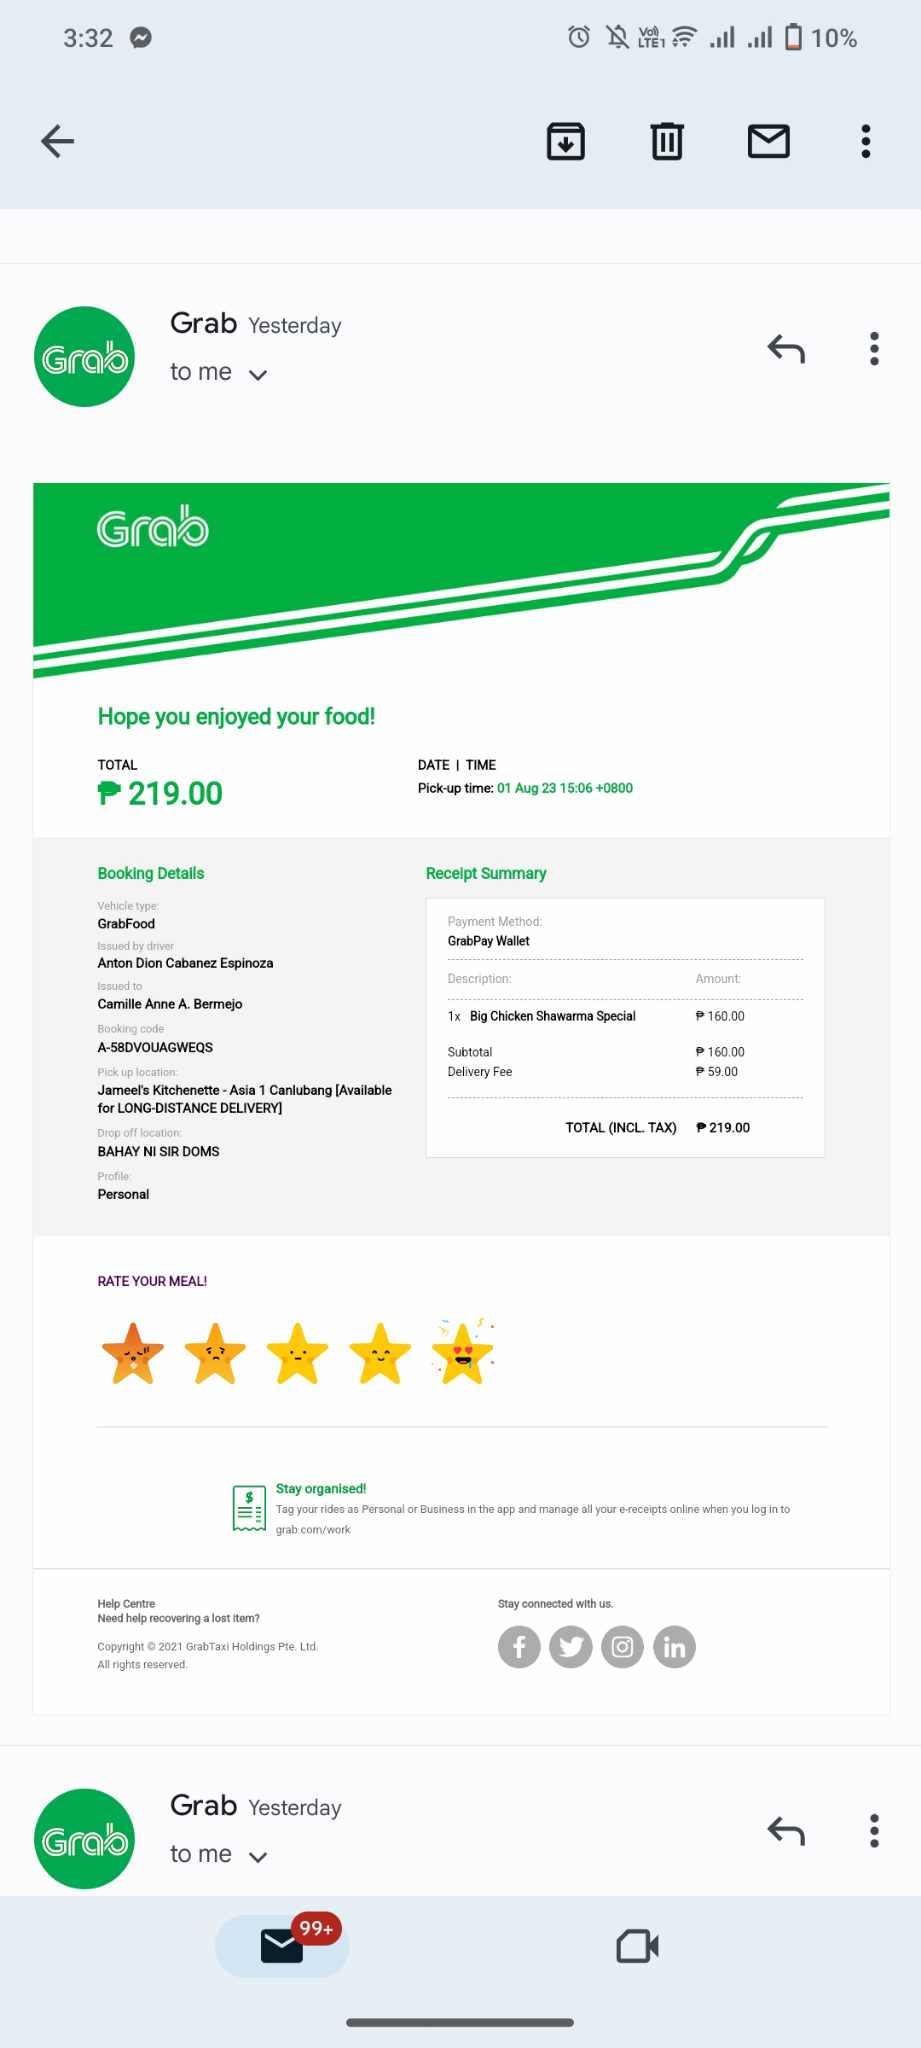 3:32
Vo) LTE1
10%
Grab Yesterday
Grab
to me
Grab
Hope you enjoyed your food!
TOTAL
₱ 219.00
DATE | TIME
Pick-up time: 01 Aug 23 15:06 +0800
Booking Details
Vehicle type:
GrabFood
Issued by driver
Anton Dion Cabanez Espinoza
Issued to
Camille Anne A. Bermejo
Booking code
A-58DVOUAGWEQS
Pick up location:
Jameel's Kitchenette - Asia 1 Canlubang [Available
for LONG-DISTANCE DELIVERY]
Drop off location:
BAHAY NI SIR DOMS
Profile:
Personal
Receipt Summary
Payment Method:
GrabPay Wallet
Description: Amount:
1x Big Chicken Shawarma Special ₱ 160.00
Subtotal ₱ 160.00
Delivery Fee ₱ 59.00
TOTAL (INCL. TAX) ₱ 219.00
RATE YOUR MEAL!
$
Stay organised!
Tag your rides as Personal or Business in the app and manage all your e-receipts online when you log in to
grab.com/work
Help Centre
Need help recovering a lost item?
Copyright © 2021 GrabTaxi Holdings Pte. Ltd.
All rights reserved.
Stay connected with us.
Grab Yesterday
Grab
to me
99+